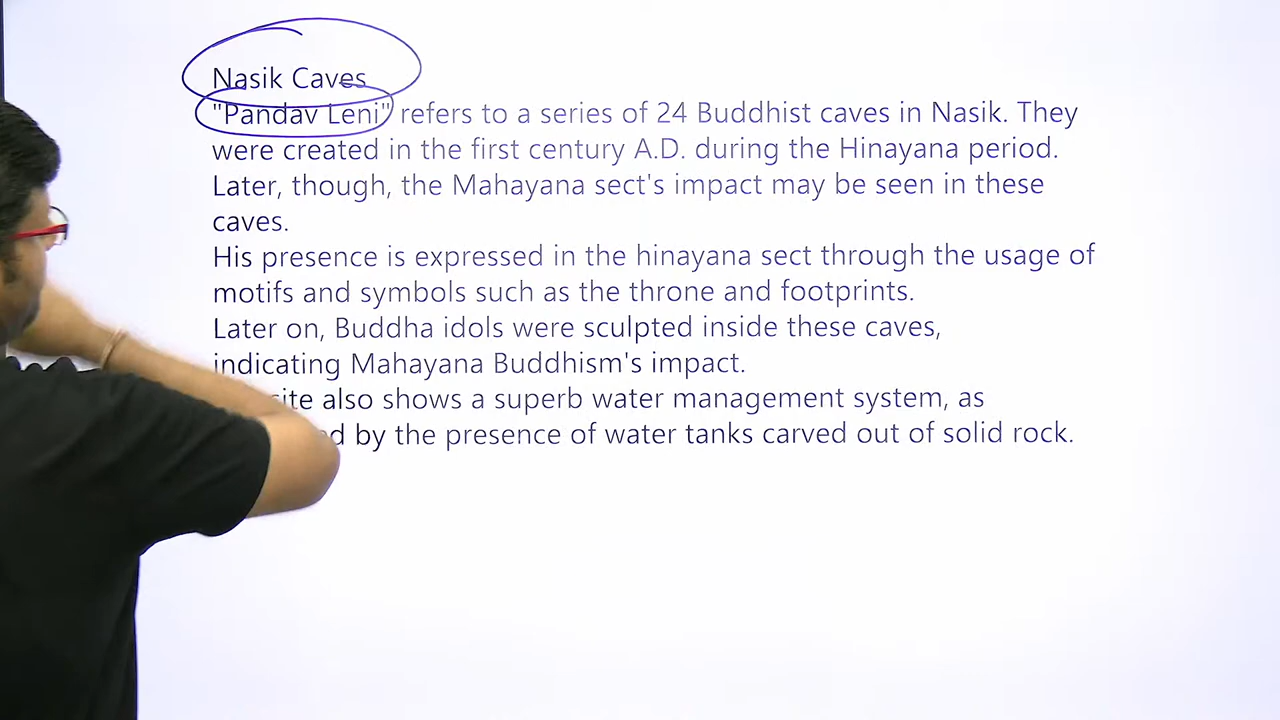 Nasik Caves
"Pandav Leni" refers to a series of 24 Buddhist caves in Nasik. They
were created in the first century A.D. during the Hinayana period.
Later, though, the Mahayana sect's impact may be seen in these
caves.
His presence is expressed in the hinayana sect through the usage of
motifs and symbols such as the throne and footprints.
Later on, Buddha idols were sculpted inside these caves,
indicating Mahayana Buddhism's impact.
site also shows a superb water management system, as
by the presence of water tanks carved out of solid rock.